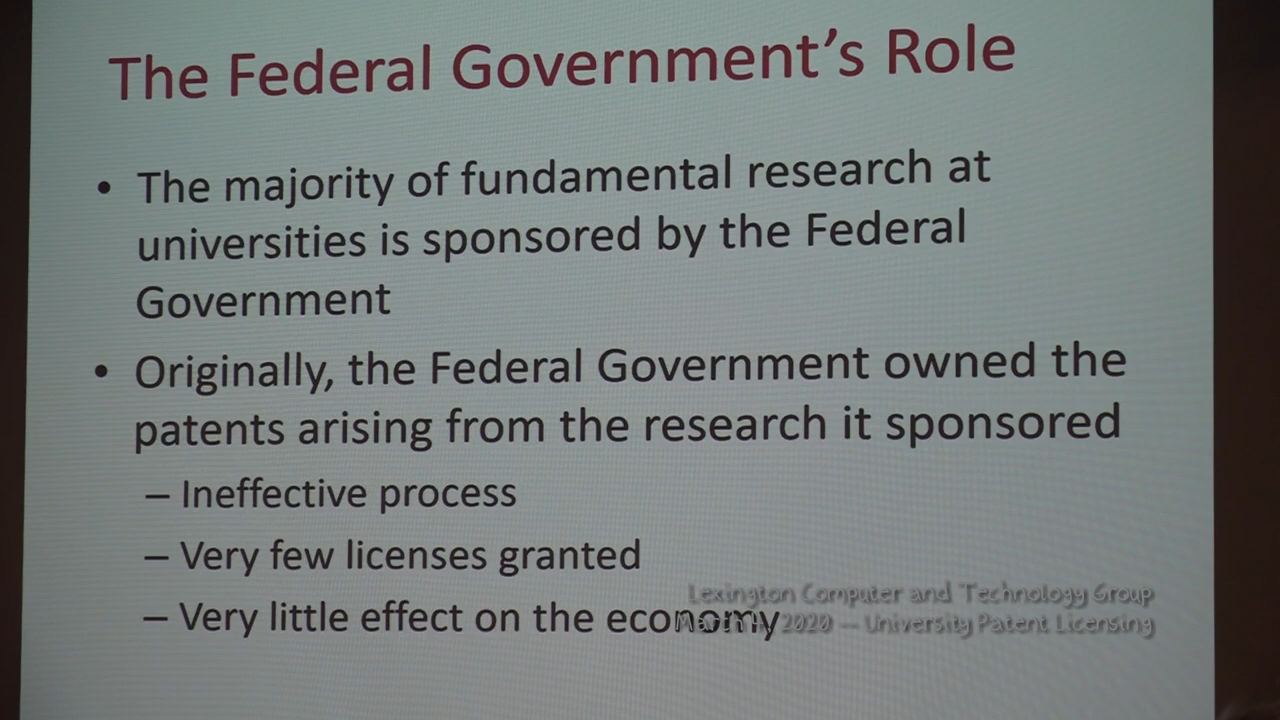 The Federal Government's Role
• The majority of fundamental research at
universities is sponsored by the Federal
Government
• Originally, the Federal Government owned the
patents arising from the research it sponsored
– Ineffective process
– Very few licenses granted
– Very little effect on the economy
Lexington Computer and Technology Group
2020 — University Patent Licensing